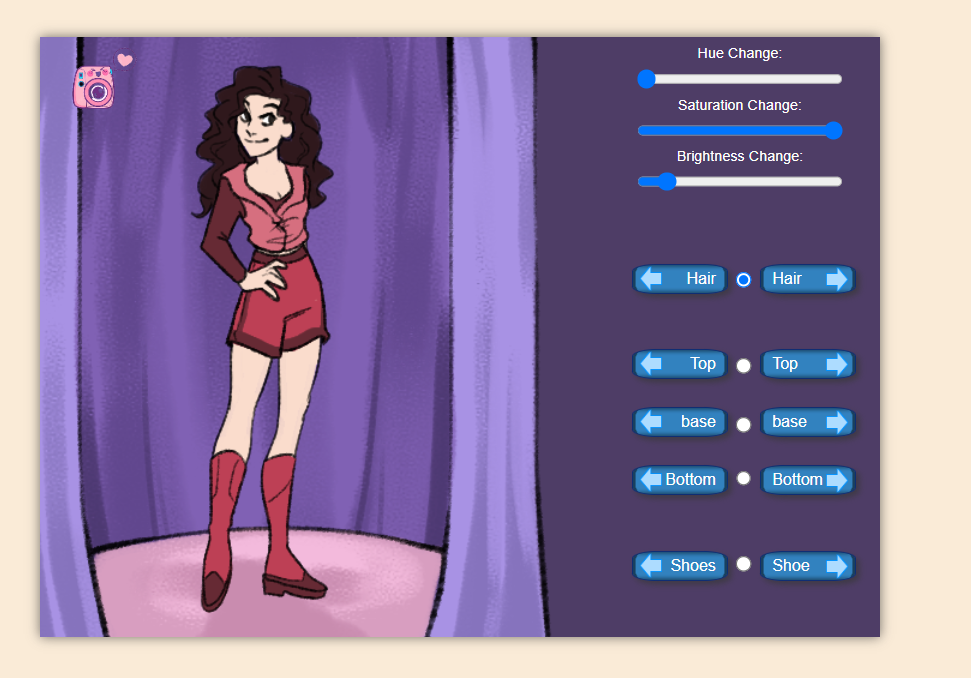 Hue Change:
Saturation Change:
Brightness Change:
Hair Hair
Top Top
base base
Bottom Bottom
Shoes Shoe